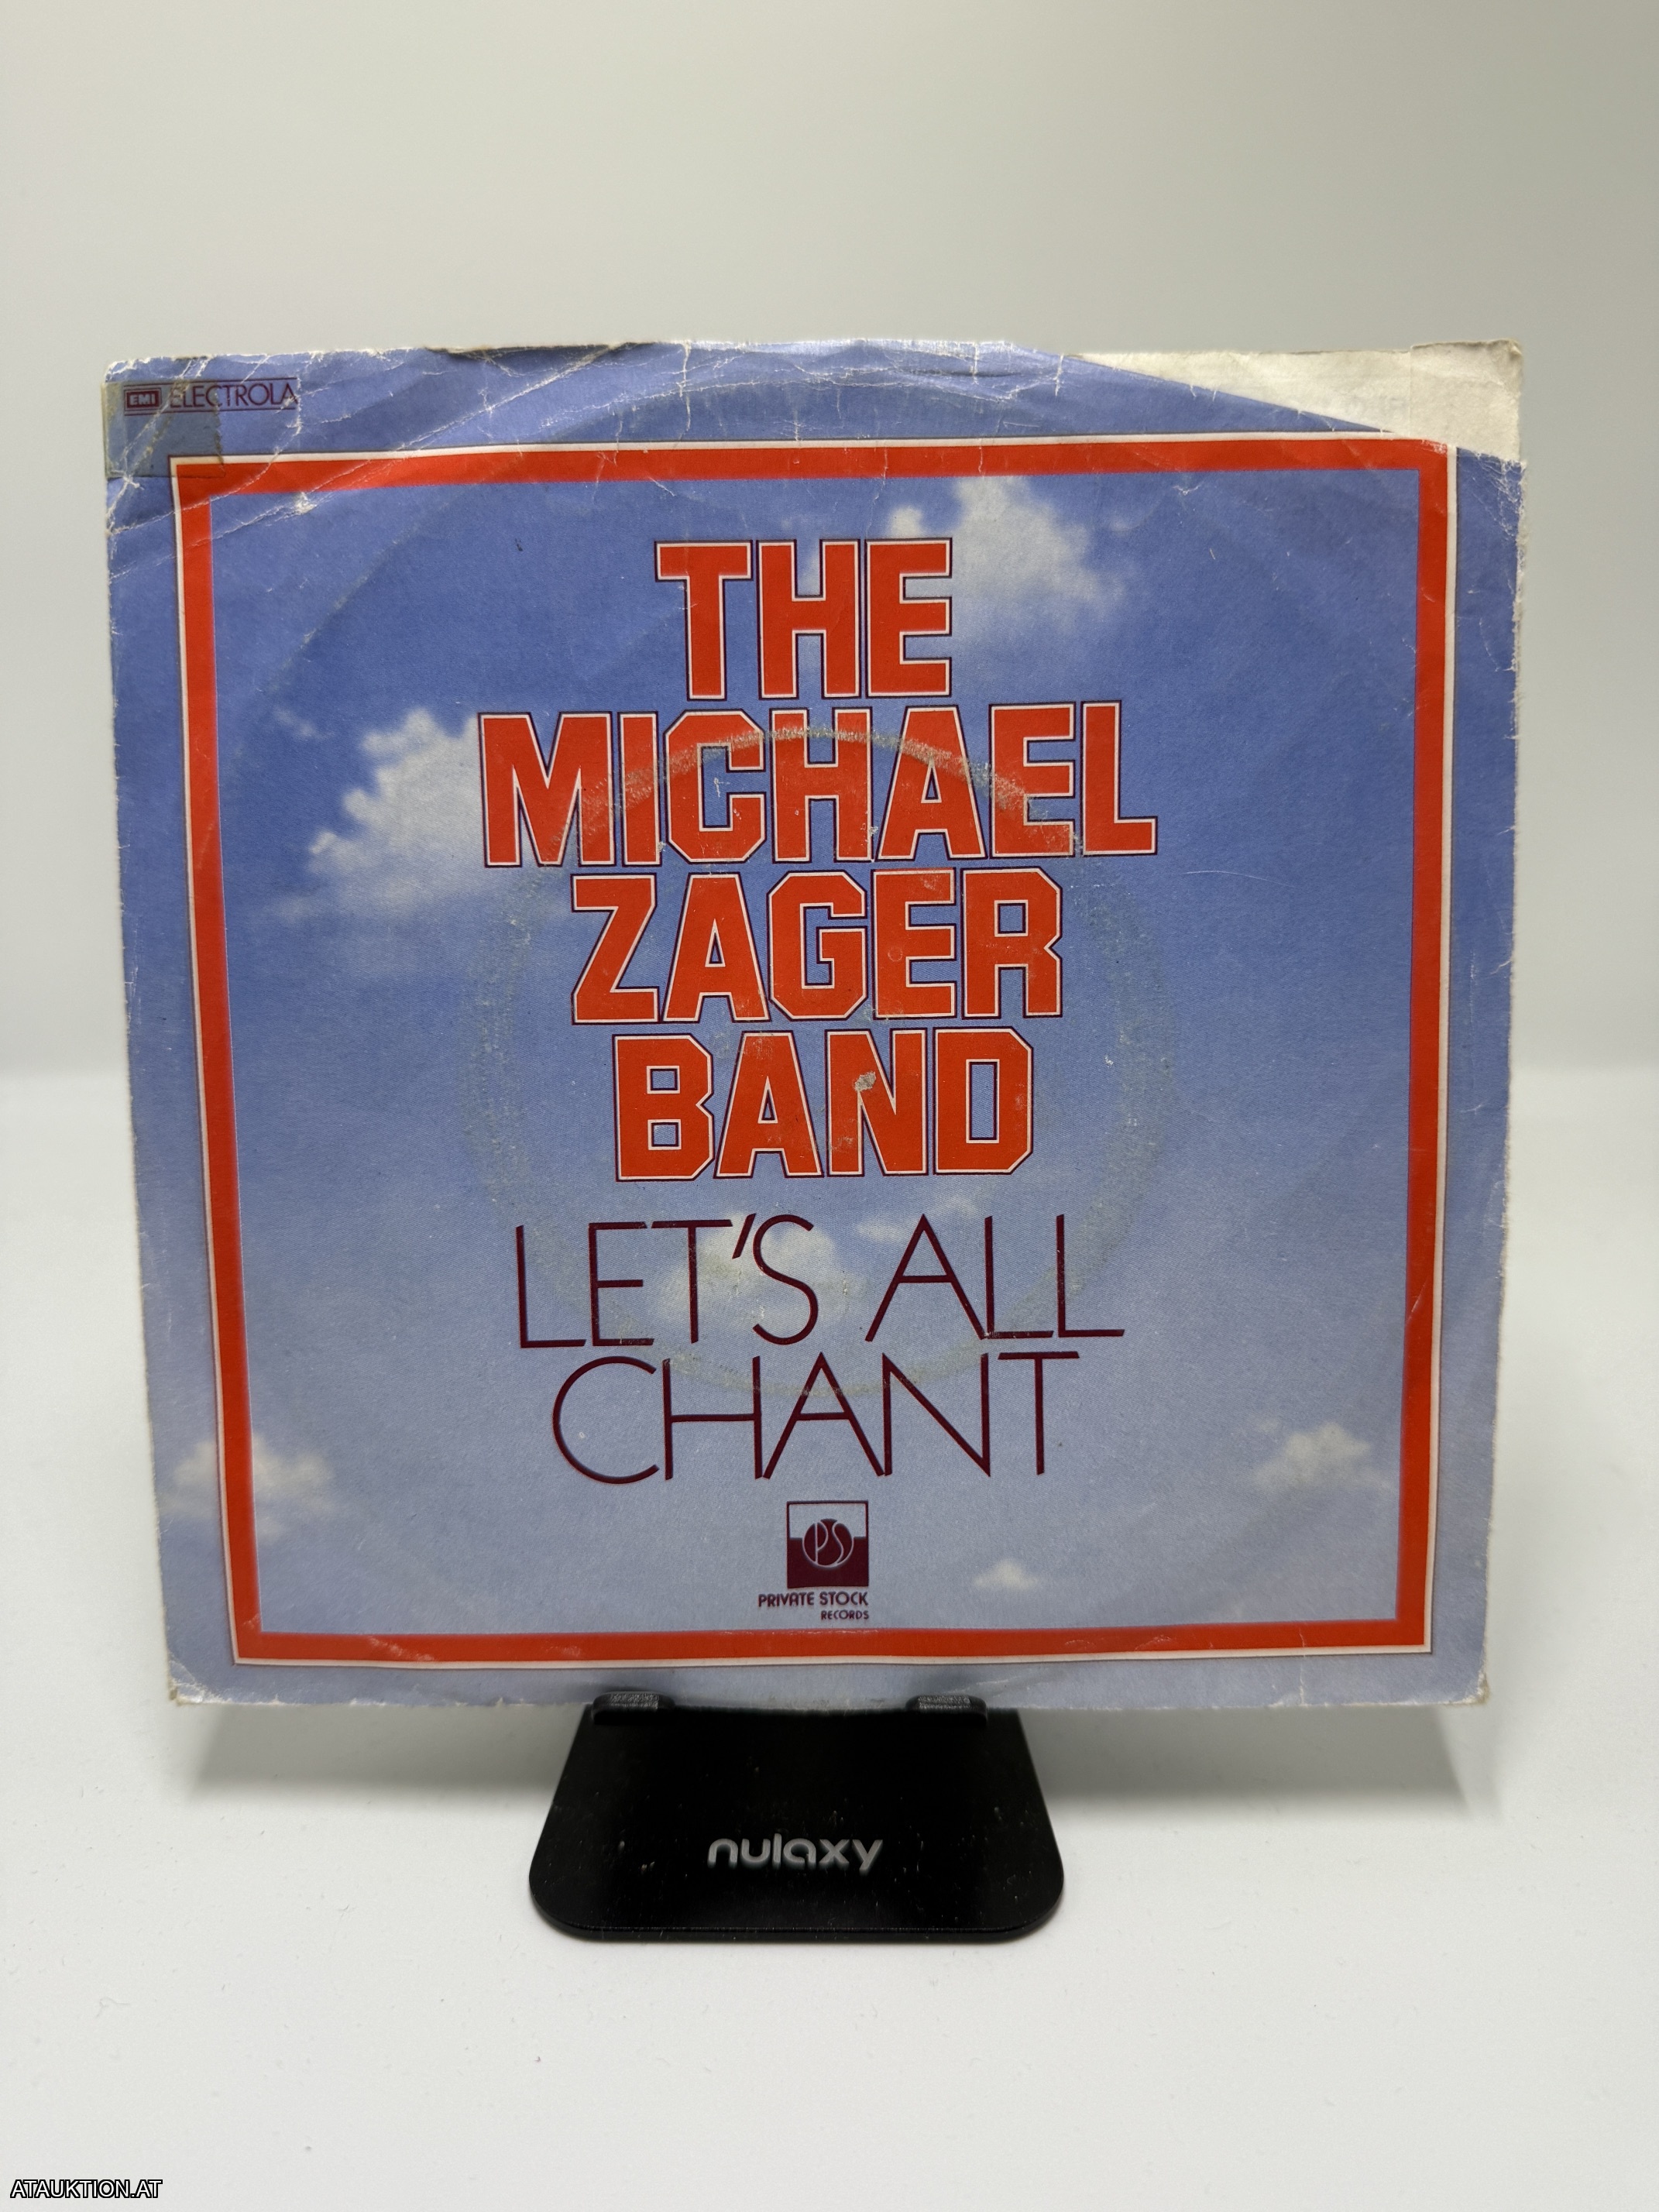 EMI ELECTROLA
THE
MICHAEL
ZAGER
BAND
LET'S ALL
CHANT
PS
PRIVATE STOCK
RECORDS
nulaxy
ATAUKTION.AT